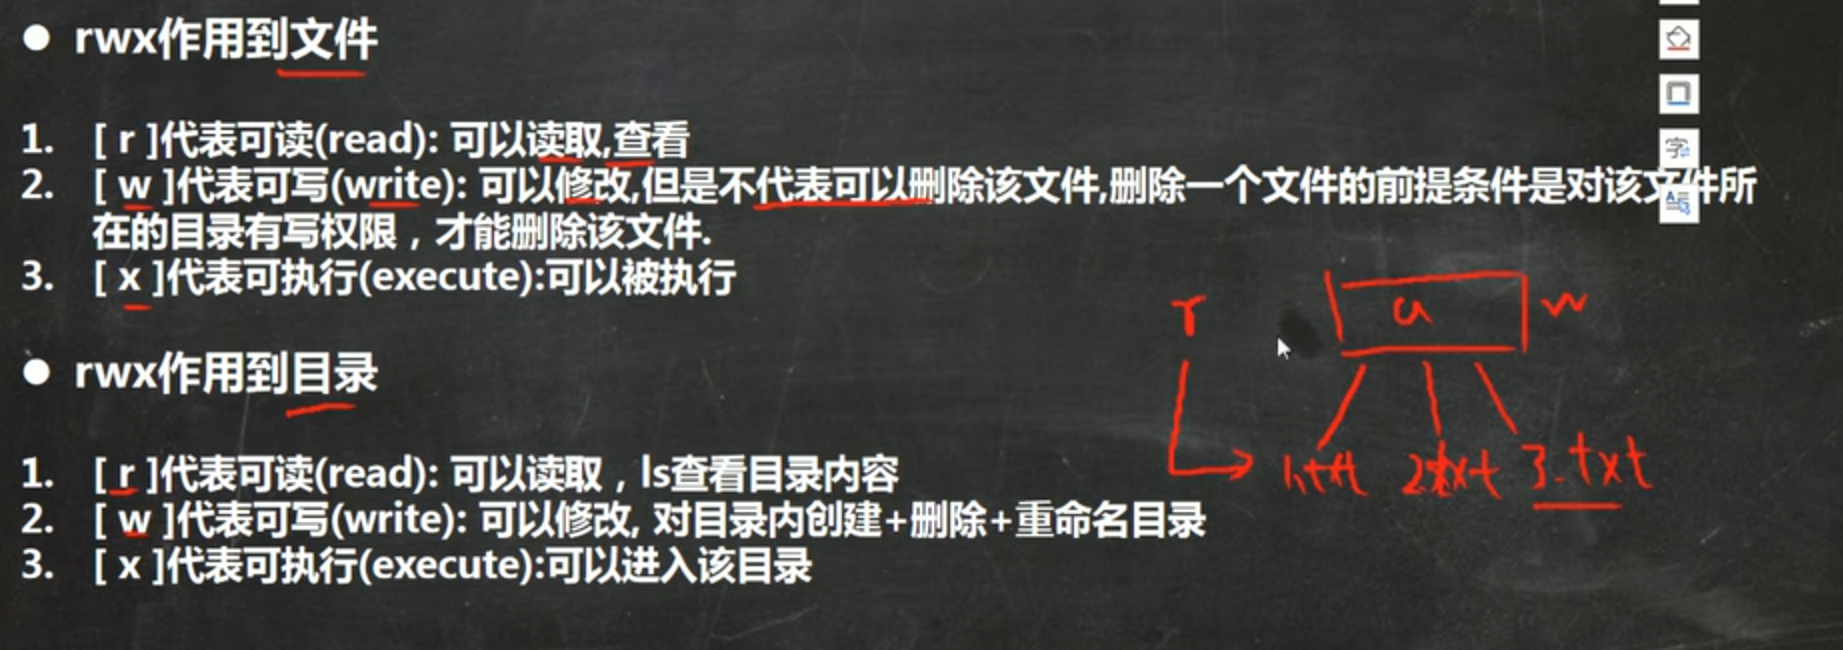 ● rwx作用到文件
1. [ r ]代表可读(read): 可以读取,查看
2. [ w ]代表可写(write): 可以修改,但是不代表可以删除该文件,删除一个文件的前提条件是对该文件所
在的目录有写权限，才能删除该文件.
3. [ x ]代表可执行(execute):可以被执行
r a w
● rwx作用到目录
1.txt 2.txt 3.txt
1. [ r ]代表可读(read): 可以读取，ls查看目录内容
2. [ w ]代表可写(write): 可以修改, 对目录内创建+删除+重命名目录
3. [ x ]代表可执行(execute):可以进入该目录
字